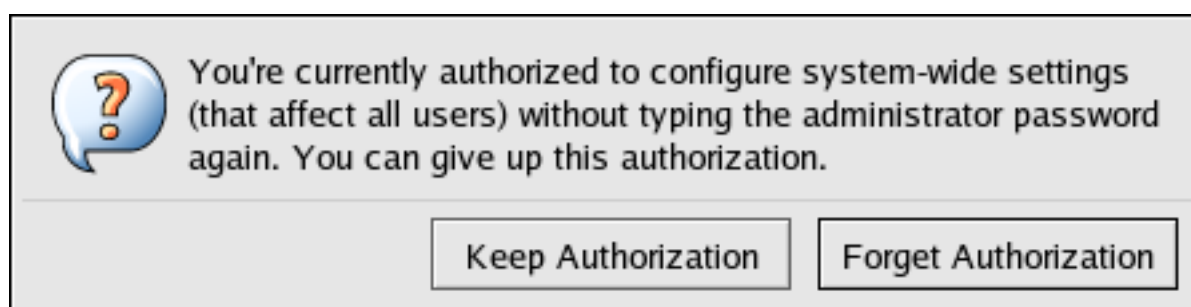 You're currently authorized to configure system-wide settings
(that affect all users) without typing the administrator password
again. You can give up this authorization.
Keep Authorization
Forget Authorization